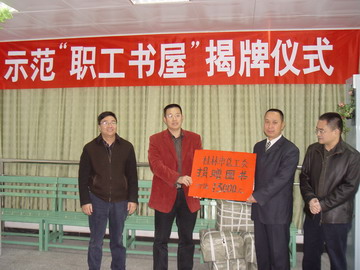 示范“职工书屋”揭牌仪式
桂林市总工会
捐赠图书